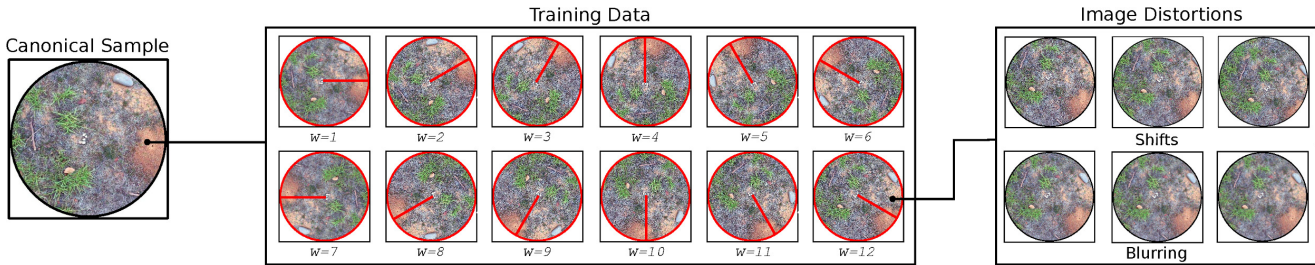 Canonical Sample
Training Data
w=1 w=2 w=3 w=4 w=5 w=6
w=7 w=8 w=9 w=10 w=11 w=12
Image Distortions
Shifts
Blurring